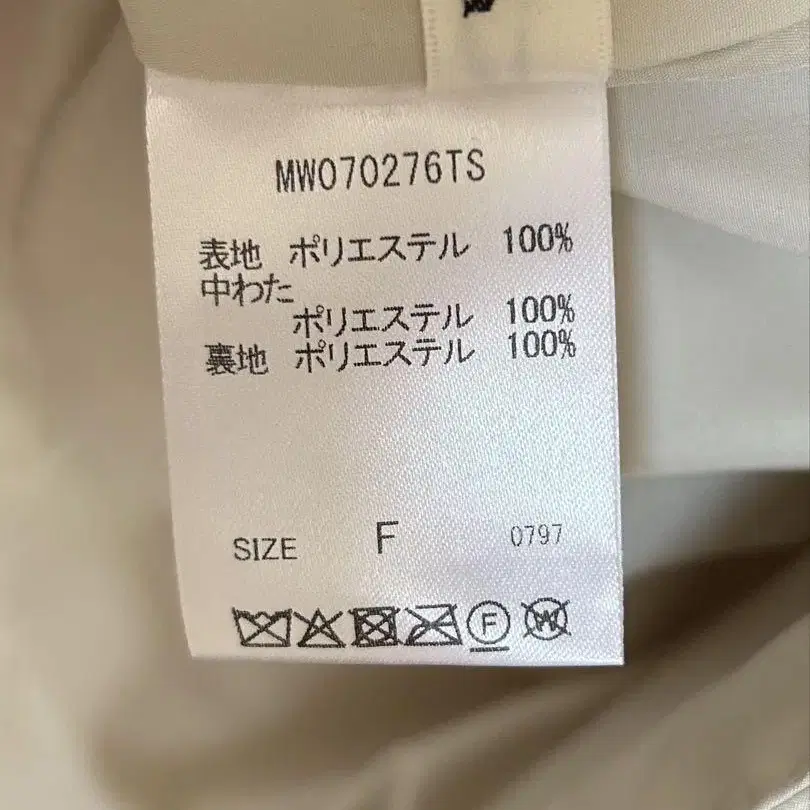 MW070276TS
表地 ポリエステル 100%
中わた
ポリエステル 100%
裏地 ポリエステル 100%
SIZE F 0797
F W